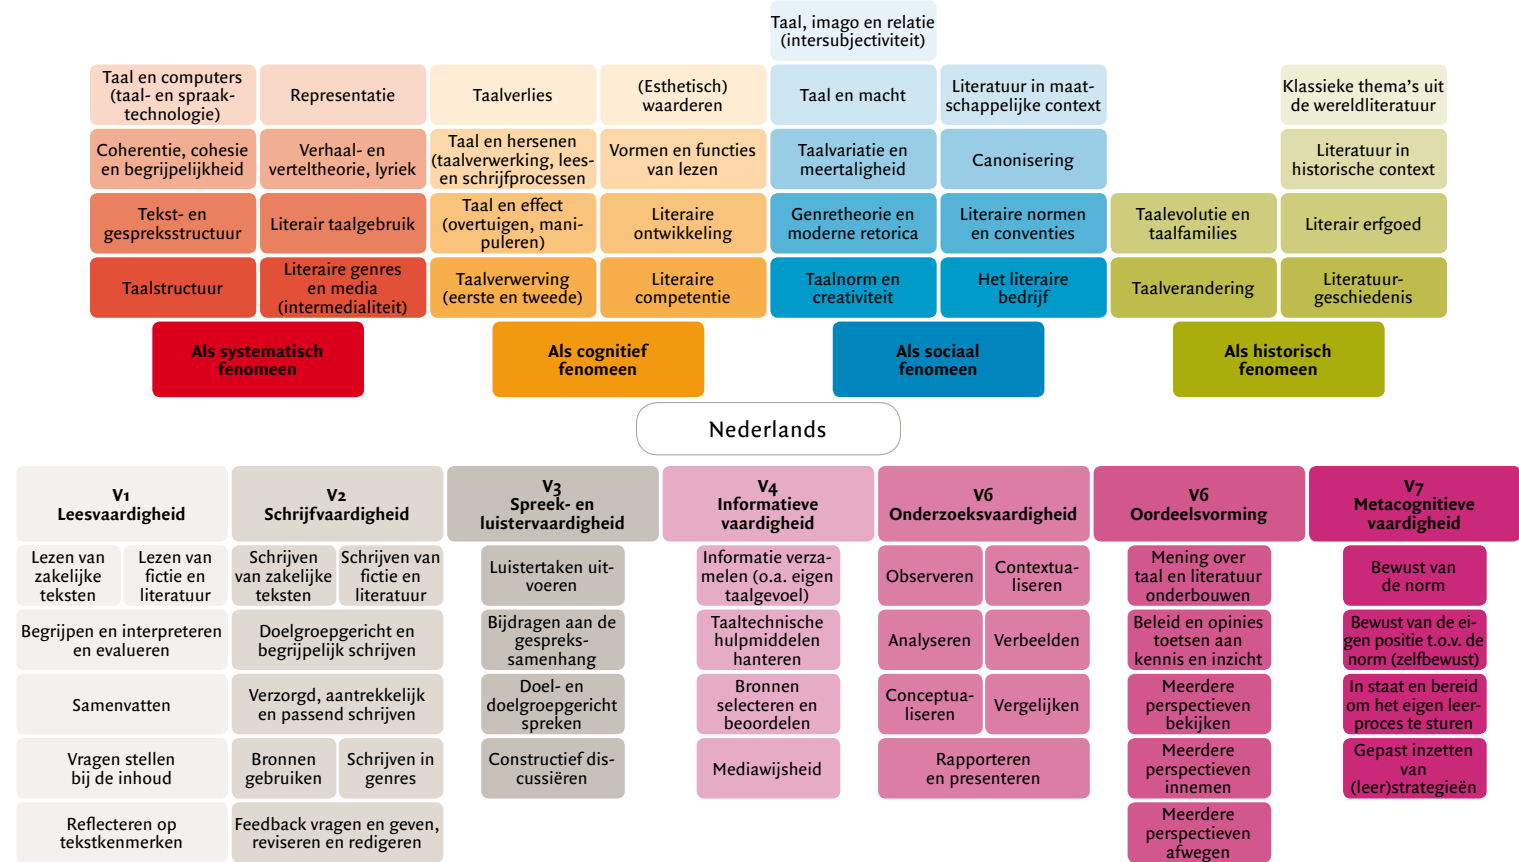 Taal, imago en relatie
(intersubjectiviteit)
Taal en computers
(taal- en spraak-
technologie)
Representatie
Taalverlies
(Esthetisch)
waarderen
Taal en macht
Literatuur in maat-
schappelijke context
Klassieke thema's uit
de wereldliteratuur
Coherentie, cohesie
en begrijpelijkheid
Verhaal- en
verteltheorie, lyriek
Taal en hersenen
(taalverwerking, lees-
en schrijfprocessen
Vormen en functies
van lezen
Taalvariatie en
meertaligheid
Canonisering
Literatuur in
historische context
Tekst- en
gespreksstructuur
Literair taalgebruik
Taal en effect
(overtuigen, mani-
puleren)
Literaire
ontwikkeling
Genretheorie en
moderne retorica
Literaire normen
en conventies
Taalevolutie en
taalfamilies
Literair erfgoed
Taalstructuur
Literaire genres
en media
(intermedialiteit)
Taalverwerving
(eerste en tweede)
Literaire
competentie
Taalnorm en
creativiteit
Het literaire
bedrijf
Taalverandering
Literatuur-
geschiedenis
Als systematisch
fenomeen
Als cognitief
fenomeen
Als sociaal
fenomeen
Als historisch
fenomeen
Nederlands
V1
Leesvaardigheid
V2
Schrijfvaardigheid
V3
Spreek- en
luistervaardigheid
V4
Informatieve
vaardigheid
V6
Onderzoeksvaardigheid
V6
Oordeelsvorming
V7
Metacognitieve
vaardigheid
Lezen van
zakelijke
teksten
Lezen van
fictie en
literatuur
Schrijven
van zakelijke
teksten
Schrijven van
fictie en
literatuur
Luistertaken uit-
voeren
Informatie verza-
melen (o.a. eigen
taalgevoel)
Observeren
Contextua-
liseren
Mening over
taal en literatuur
onderbouwen
Bewust van
de norm
Begrijpen en interpreteren
en evalueren
Doelgroepgericht en
begrijpelijk schrijven
Bijdragen aan de
gespreks-
samenhang
Taaltechnische
hulpmiddelen
hanteren
Analyseren
Verbeelden
Beleid en opinies
toetsen aan
kennis en inzicht
Bewust van de ei-
gen positie t.o.v. de
norm (zelfbewust)
Samenvatten
Verzorgd, aantrekkelijk
en passend schrijven
Doel- en
doelgroepgericht
spreken
Bronnen
selecteren en
beoordelen
Conceptua-
liseren
Vergelijken
Meerdere
perspectieven
bekijken
In staat en bereid
om het eigen leer-
proces te sturen
Vragen stellen
bij de inhoud
Bronnen
gebruiken
Schrijven in
genres
Constructief dis-
cussiëren
Mediawijsheid
Rapporteren
en presenteren
Meerdere
perspectieven
innemen
Gepast inzetten
van
(leer)strategieën
Reflecteren op
tekstkenmerken
Feedback vragen en geven,
reviseren en redigeren
Meerdere
perspectieven
afwegen